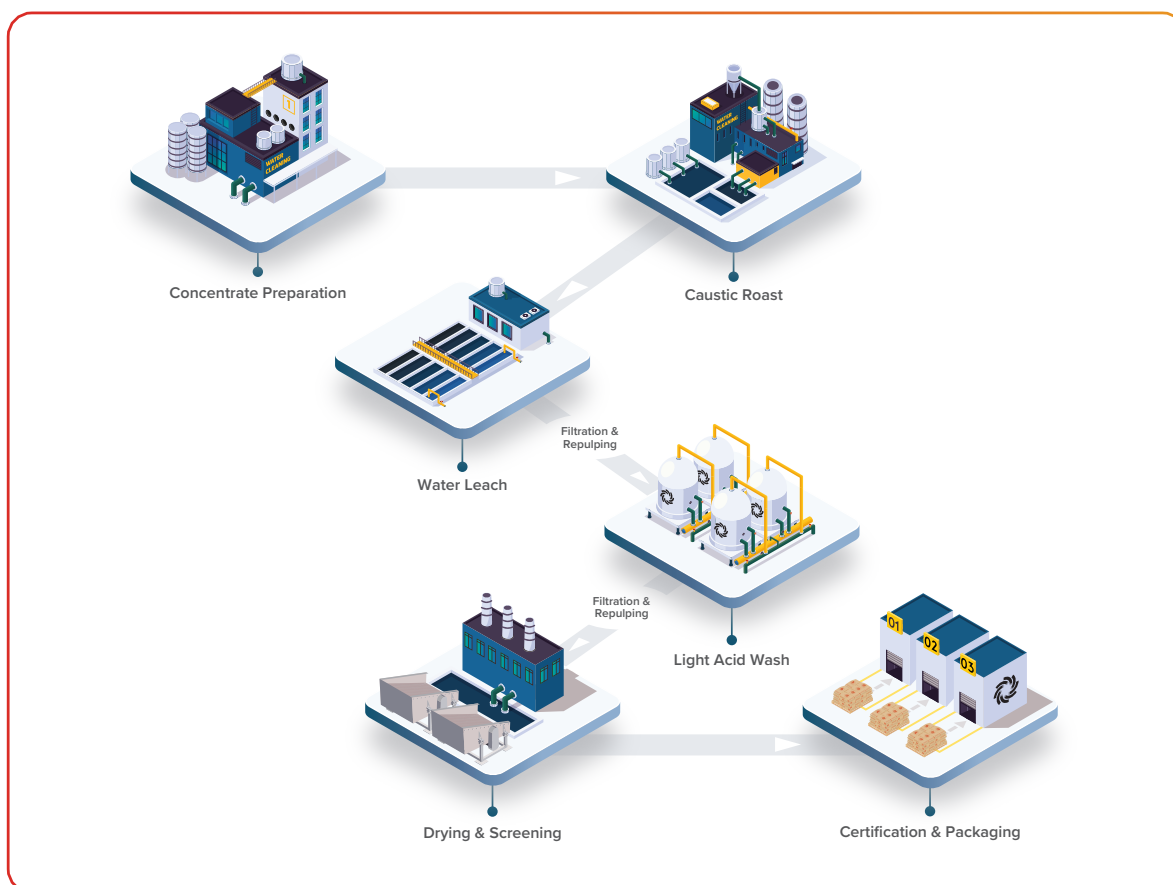 1
WATER
CLEANING
WATER
CLEANING
Concentrate Preparation
Caustic Roast
Filtration &
Repulping
Water Leach
Filtration &
Repulping
Light Acid Wash
01
02
03
Drying & Screening
Certification & Packaging